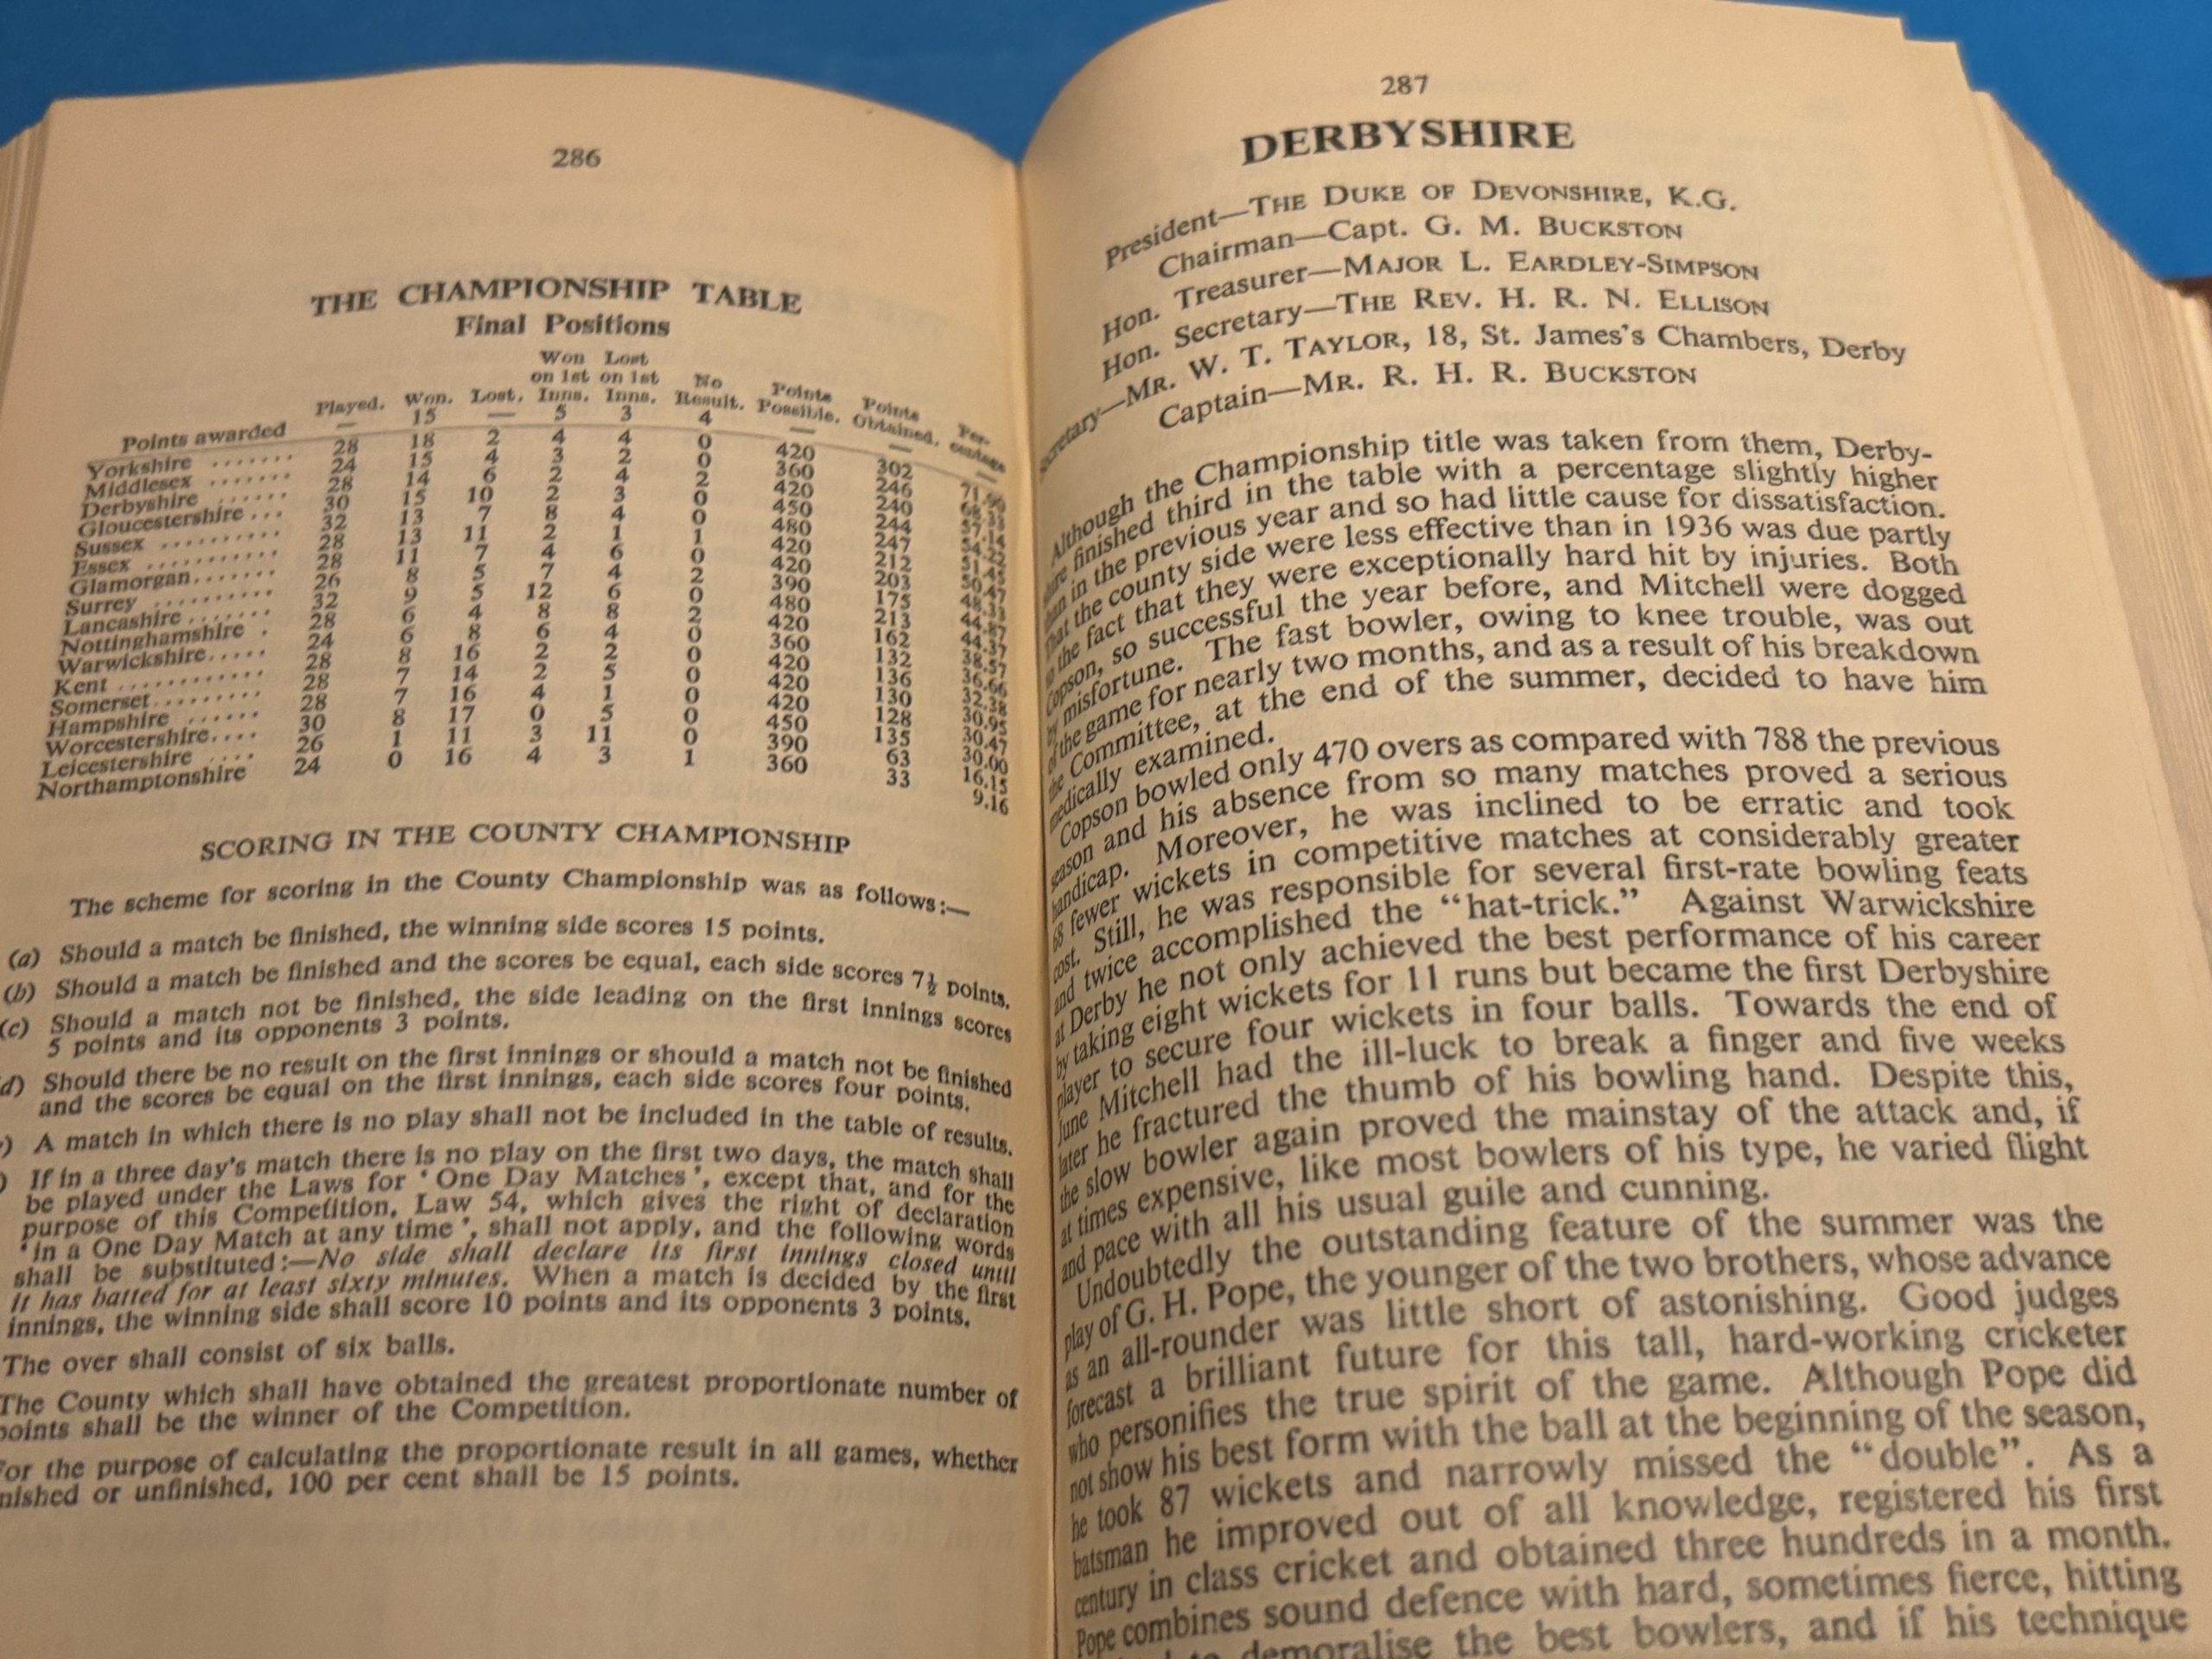 286
THE CHAMPIONSHIP TABLE
Final Positions
Won Lost
on 1st on 1st No Points Points Per-
Played. Won. Lost. Inns. Inns. Result. Possible. Obtained. centage
Points awarded — 15 — 5 3 4 — — —
Yorkshire ....... 28 18 2 4 4 0 420 302 71.90
Middlesex ....... 24 15 4 3 2 0 360 246 68.33
Derbyshire ...... 28 14 6 2 4 2 420 240 57.14
Gloucestershire ... 30 15 10 2 3 0 450 244 54.22
Sussex .......... 32 13 7 8 4 0 480 247 51.45
Essex ........... 28 13 11 2 1 1 420 212 50.47
Glamorgan....... 28 11 7 4 6 0 420 203 48.33
Surrey .......... 26 8 5 7 4 2 390 175 44.87
Lancashire....... 32 9 5 12 6 0 480 213 44.37
Nottinghamshire . 28 6 4 8 8 2 420 162 38.57
Warwickshire..... 24 6 8 6 4 0 360 132 36.66
Kent ............ 28 8 16 2 2 0 420 136 32.38
Somerset......... 28 7 14 2 5 0 420 130 30.95
Hampshire ...... 28 7 16 4 1 0 420 128 30.47
Worcestershire.... 30 8 17 0 5 0 450 135 30.00
Leicestershire .... 26 1 11 3 11 0 390 63 16.15
Northamptonshire 24 0 16 4 3 1 360 33 9.16
SCORING IN THE COUNTY CHAMPIONSHIP
The scheme for scoring in the County Championship was as follows:—
(a) Should a match be finished, the winning side scores 15 points.
(b) Should a match be finished and the scores be equal, each side scores 7½ points.
(c) Should a match not be finished, the side leading on the first innings scores
5 points and its opponents 3 points.
d) Should there be no result on the first innings or should a match not be finished
and the scores be equal on the first innings, each side scores four points.
) A match in which there is no play shall not be included in the table of results.
) If in a three day's match there is no play on the first two days, the match shall
be played under the Laws for 'One Day Matches', except that, and for the
purpose of this Competition, Law 54, which gives the right of declaration
'in a One Day Match at any time', shall not apply, and the following words
shall be substituted:—No side shall declare its first innings closed until
it has batted for at least sixty minutes. When a match is decided by the first
innings, the winning side shall score 10 points and its opponents 3 points.
The over shall consist of six balls.
The County which shall have obtained the greatest proportionate number of
points shall be the winner of the Competition.
For the purpose of calculating the proportionate result in all games, whether
nished or unfinished, 100 per cent shall be 15 points.
287
DERBYSHIRE
President—THE DUKE OF DEVONSHIRE, K.G.
Chairman—Capt. G. M. BUCKSTON
Hon. Treasurer—MAJOR L. EARDLEY-SIMPSON
Hon. Secretary—THE REV. H. R. N. ELLISON
ecretary—MR. W. T. TAYLOR, 18, St. James's Chambers, Derby
Captain—MR. R. H. R. BUCKSTON
Although the Championship title was taken from them, Derby-
shire finished third in the table with a percentage slightly higher
than in the previous year and so had little cause for dissatisfaction.
That the county side were less effective than in 1936 was due partly
to the fact that they were exceptionally hard hit by injuries. Both
Copson, so successful the year before, and Mitchell were dogged
by misfortune. The fast bowler, owing to knee trouble, was out
of the game for nearly two months, and as a result of his breakdown
the Committee, at the end of the summer, decided to have him
medically examined.
Copson bowled only 470 overs as compared with 788 the previous
season and his absence from so many matches proved a serious
handicap. Moreover, he was inclined to be erratic and took
68 fewer wickets in competitive matches at considerably greater
cost. Still, he was responsible for several first-rate bowling feats
and twice accomplished the "hat-trick." Against Warwickshire
at Derby he not only achieved the best performance of his career
by taking eight wickets for 11 runs but became the first Derbyshire
player to secure four wickets in four balls. Towards the end of
June Mitchell had the ill-luck to break a finger and five weeks
later he fractured the thumb of his bowling hand. Despite this,
the slow bowler again proved the mainstay of the attack and, if
at times expensive, like most bowlers of his type, he varied flight
and pace with all his usual guile and cunning.
Undoubtedly the outstanding feature of the summer was the
play of G. H. Pope, the younger of the two brothers, whose advance
as an all-rounder was little short of astonishing. Good judges
forecast a brilliant future for this tall, hard-working cricketer
who personifies the true spirit of the game. Although Pope did
not show his best form with the ball at the beginning of the season,
he took 87 wickets and narrowly missed the "double". As a
batsman he improved out of all knowledge, registered his first
century in class cricket and obtained three hundreds in a month.
Pope combines sound defence with hard, sometimes fierce, hitting
to demoralise the best bowlers, and if his technique